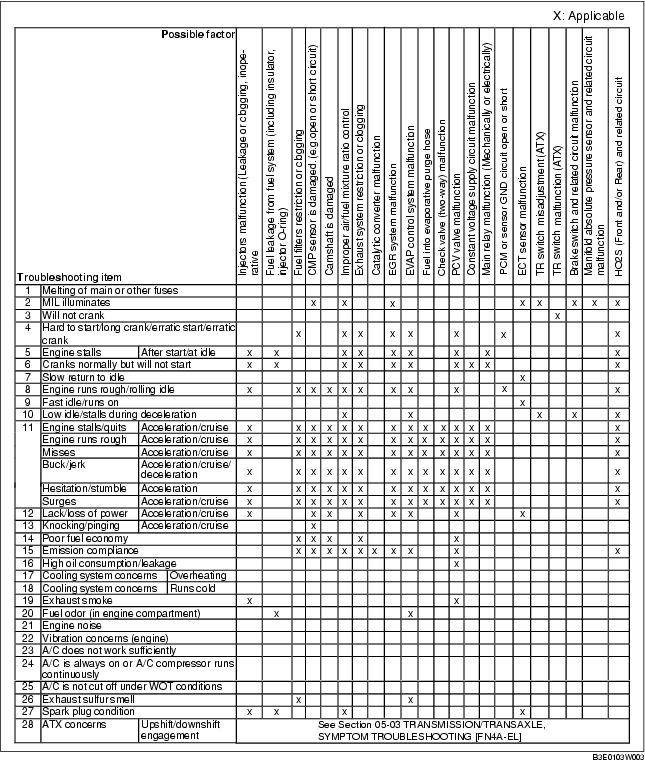 X: Applicable
Possible factor
Troubleshooting item
Injectors malfunction (Leakage or clogging, inope-
rative
Fuel leakage from fuel system (including insulator,
injector O-ring)
Fuel filters restriction or clogging
CMP sensor is damaged. (e.g.open or short circuit)
Camshaft is damaged
Improper air/fuel mixture ratio control
Exhaust system restriction or clogging
Catalytic converter malfunction
EGR system malfunction
EVAP control system malfunction
Fuel into evaporative purge hose
Check valve (two-way) malfunction
PCV valve malfunction
Constant voltage supply circuit malfunction
Main relay malfunction (Mechanically or electrically)
PCM or sensor GND circuit open or short
ECT sensor malfunction
TR switch misadjustment (ATX)
TR switch malfunction (ATX)
Brake switch and related circuit malfunction
Manifold absolute pressure sensor and related circuit
malfunction
HO2S (Front and/or Rear) and related circuit
1 Melting of main or other fuses
2 MIL illuminates x x x x x x x x
3 Will not crank x
4 Hard to start/long crank/erratic start/erratic
crank x x x x x x x x
5 Engine stalls After start/at idle x x x x x x x x x
6 Cranks normally but will not start x x x x x x x x x x
7 Slow return to idle x
8 Engine runs rough/rolling idle x x x x x x x x x x x
9 Fast idle/runs on x
10 Low idle/stalls during deceleration x x x x x
11 Engine stalls/quits Acceleration/cruise x x x x x x x x x x x x x x
Engine runs rough Acceleration/cruise x x x x x x x x x x x x x x
Misses Acceleration/cruise x x x x x x x x x x x x x x
Buck/jerk Acceleration/cruise/
deceleration x x x x x x x x x x x x x x
Hesitation/stumble Acceleration x x x x x x x x x x x x x x
Surges Acceleration/cruise x x x x x x x x x x x x x x
12 Lack/loss of power Acceleration/cruise x x x x x x x x
13 Knocking/pinging Acceleration/cruise x
14 Poor fuel economy x x x x x
15 Emission compliance x x x x x x x x x x
16 High oil consumption/leakage x
17 Cooling system concerns Overheating
18 Cooling system concerns Runs cold
19 Exhaust smoke x x
20 Fuel odor (in engine compartment) x x
21 Engine noise
22 Vibration concerns (engine)
23 A/C does not work sufficiently
24 A/C is always on or A/C compressor runs
continuously
25 A/C is not cut off under WOT conditions
26 Exhaust sulfur smell x x
27 Spark plug condition x x x x
28 ATX concerns Upshift/downshift
engagement
See Section 05-03 TRANSMISSION/TRANSAXLE,
SYMPTOM TROUBLESHOOTING [FN4A-EL]
B3E0103W003